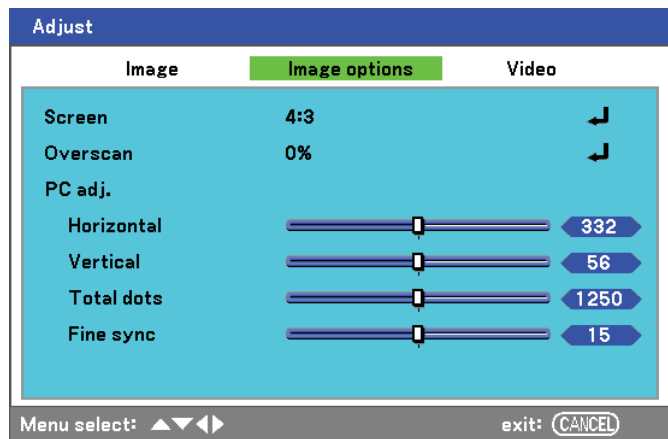 Adjust
Image Image options Video
Screen 4:3
Overscan 0%
PC adj.
Horizontal 332
Vertical 56
Total dots 1250
Fine sync 15
Menu select: exit: CANCEL